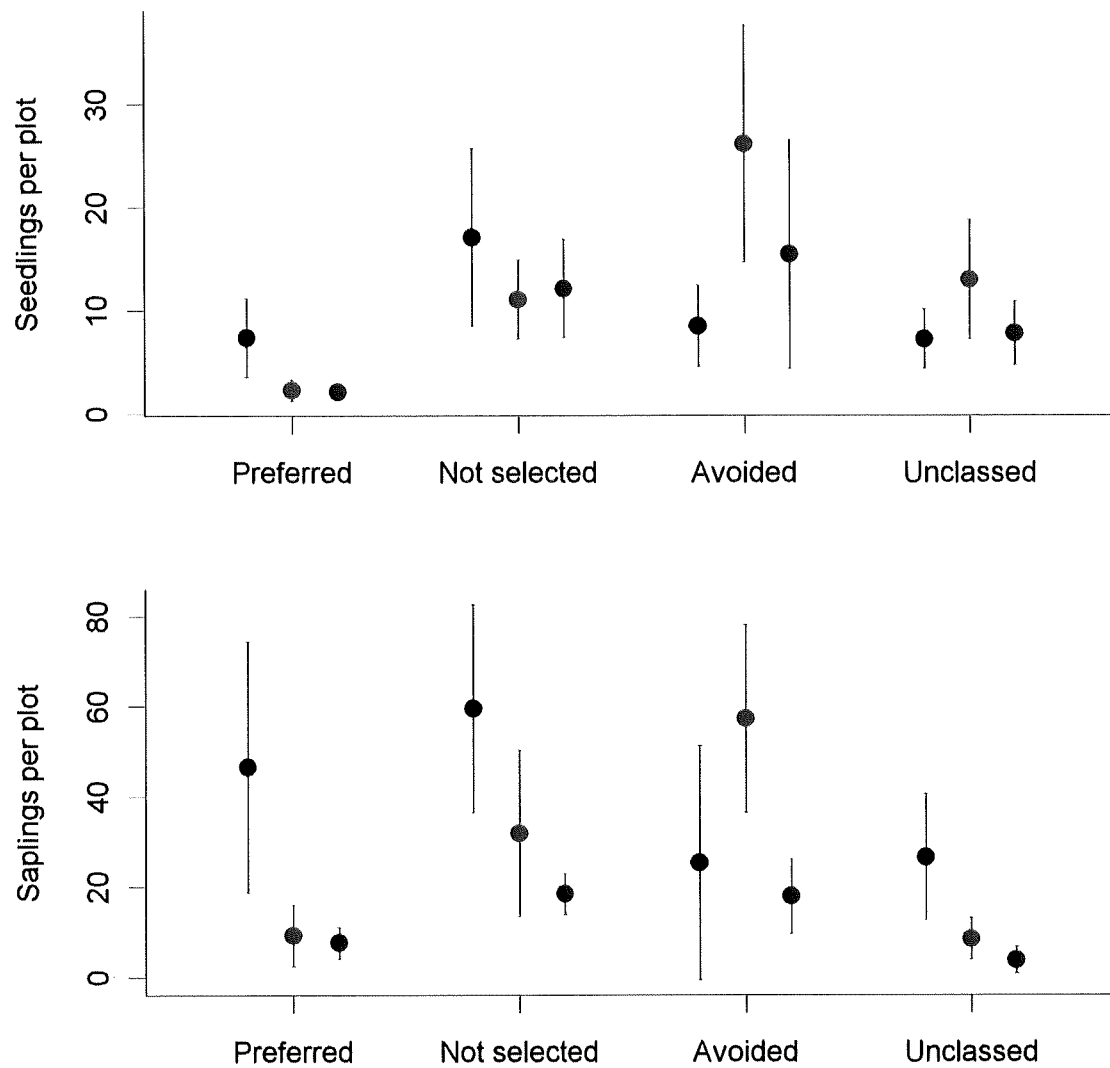 Seedlings per plot
30
20
10
0
Preferred Not selected Avoided Unclassed
Saplings per plot
80
60
40
20
0
Preferred Not selected Avoided Unclassed